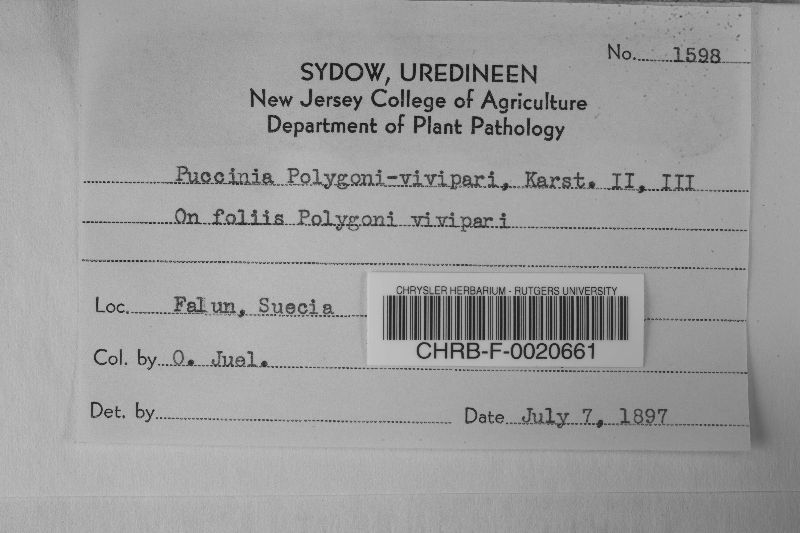 No. 1598
SYDOW, UREDINEEN
New Jersey College of Agriculture
Department of Plant Pathology
Puccinia Polygoni-vivipari, Karst. II, III
On foliis Polygoni vivipari
Loc. Falun, Suecia
CHRYSLER HERBARIUM - RUTGERS UNIVERSITY
CHRB-F-0020661
Col. by O. Juel.
Det. by
Date July 7, 1897